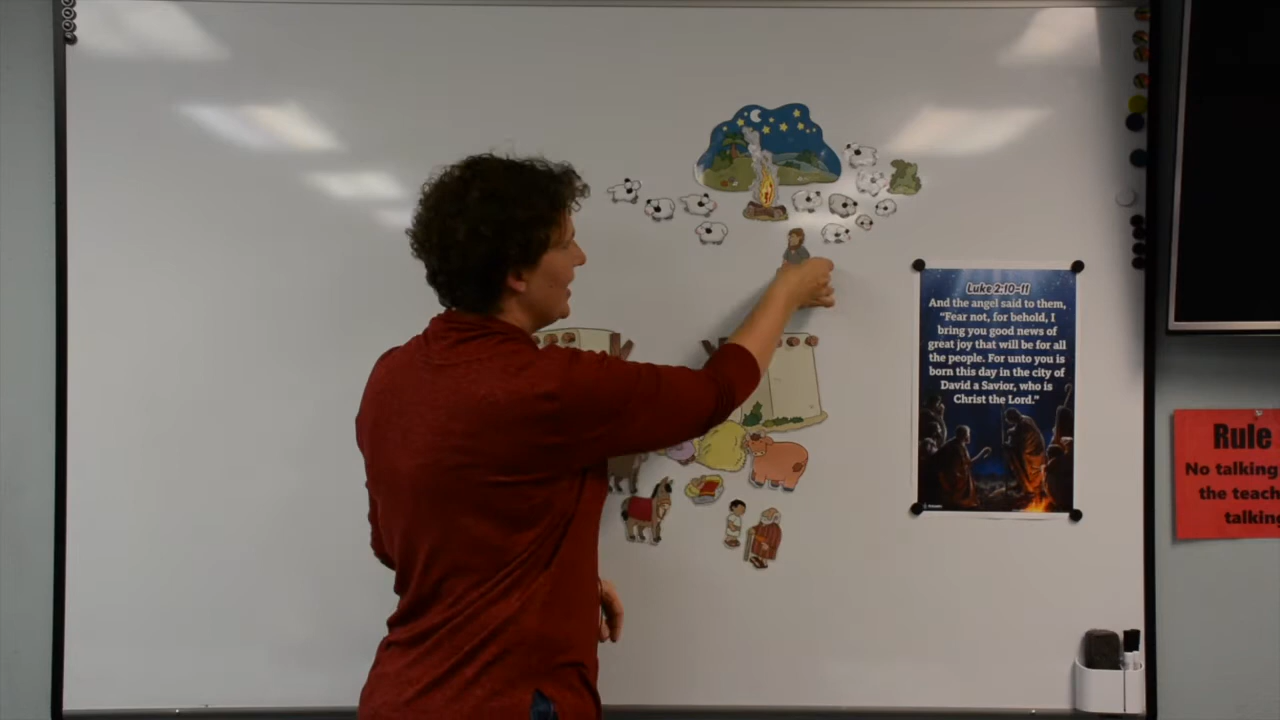 Luke 2:10-11
And the angel said to them,
"Fear not, for behold, I
bring you good news of
great joy that will be for all
the people. For unto you is
born this day in the city of
David a Savior, who is
Christ the Lord."
Rule
No talking
the teach
talking